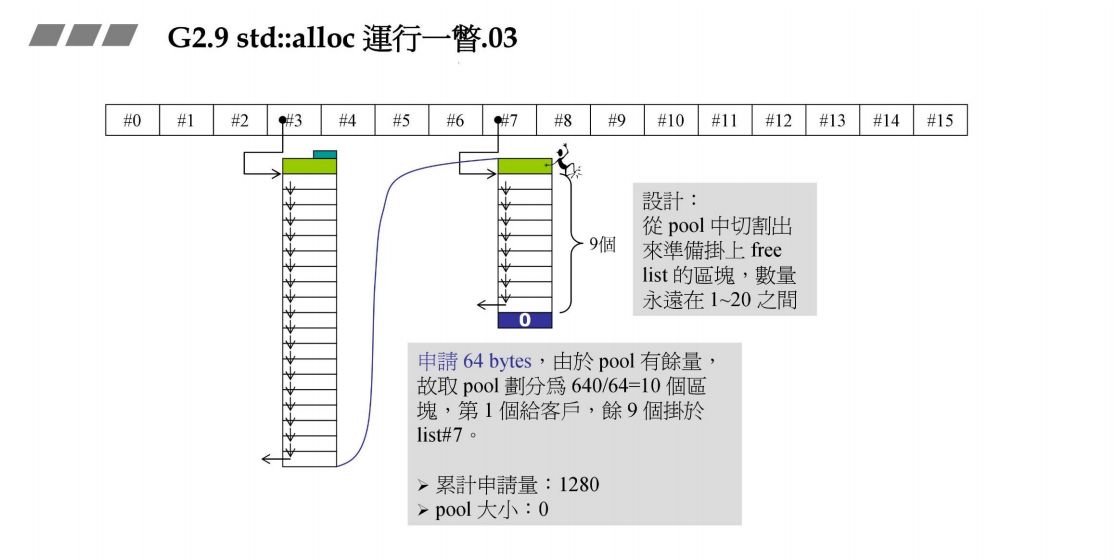 G2.9 std::alloc 運行一瞥.03
#0 #1 #2 #3 #4 #5 #6 #7 #8 #9 #10 #11 #12 #13 #14 #15
設計：
從 pool 中切割出
來準備掛上 free
list 的區塊，數量
永遠在 1~20 之間
9個
0
申請 64 bytes，由於 pool 有餘量，
故取 pool 劃分為 640/64=10 個區
塊，第 1 個給客戶，餘 9 個掛於
list#7。
➢ 累計申請量：1280
➢ pool 大小：0